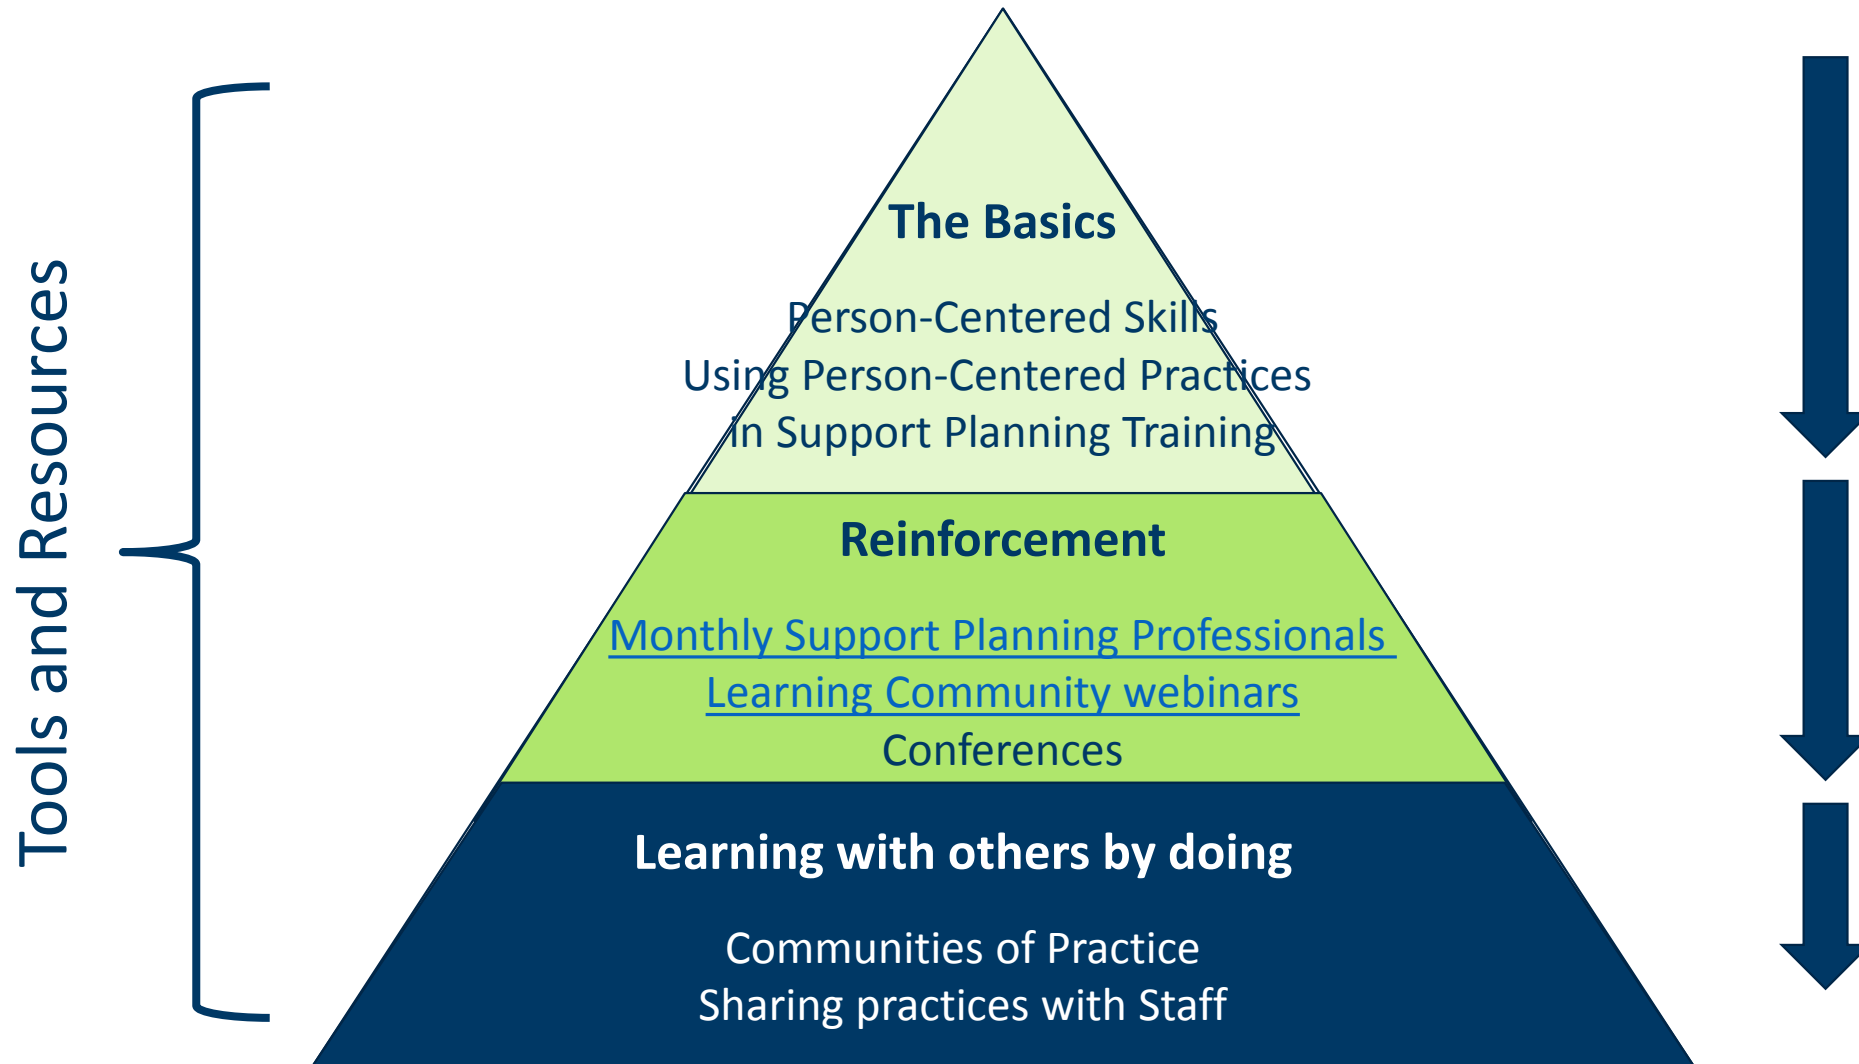 Tools and Resources
The Basics
Person-Centered Skills
Using Person-Centered Practices
in Support Planning Training
Reinforcement
Monthly Support Planning Professionals
Learning Community webinars
Conferences
Learning with others by doing
Communities of Practice
Sharing practices with Staff